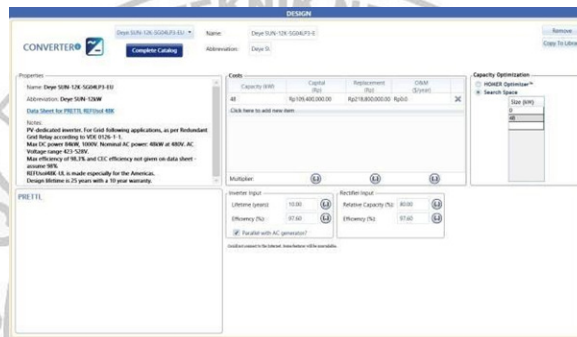 DESIGN
CONVERTER
Deye SUN-12K-SG04LP3-EU
Complete Catalog
Name:
Deye SUN-12K-SG04LP3-E
Abbreviation:
Deye SL
Remove
Copy To Library
Properties
Name: Deye SUN-12K-SG04LP3-EU
Abbreviation: Deye SUN-12kW
Data Sheet for PRETTL REFUsol 48K
Notes:
PV-dedicated inverter. For Grid following applications, as per Redundant
Grid Relay according to VDE 0126-1-1.
Max DC power 84kW, 1000V. Nominal AC power: 48kW at 480V. AC
Voltage range 423-528V.
Max efficiency of 98.3% and CEC efficiency not given on data sheet -
assume 98%.
REFUsol48K-UL is made especially for the Americas.
Design lifetime is 25 years with a 10 year warranty.
PRETTL
Costs
Capacity (kW)
Capital (Rp)
Replacement (Rp)
O&M ($/year)
48
Rp109,400,000.00
Rp219,800,000.00
Rp0.0
Click here to add new item
Multiplier:
Inverter Input
Lifetime (years):
10.00
Efficiency (%):
97.60
Parallel with AC generator?
Rectifier Input
Relative Capacity (%):
80.00
Efficiency (%):
97.60
Capacity Optimization
HOMER Optimizer™
Search Space
Size (kW)
0
48